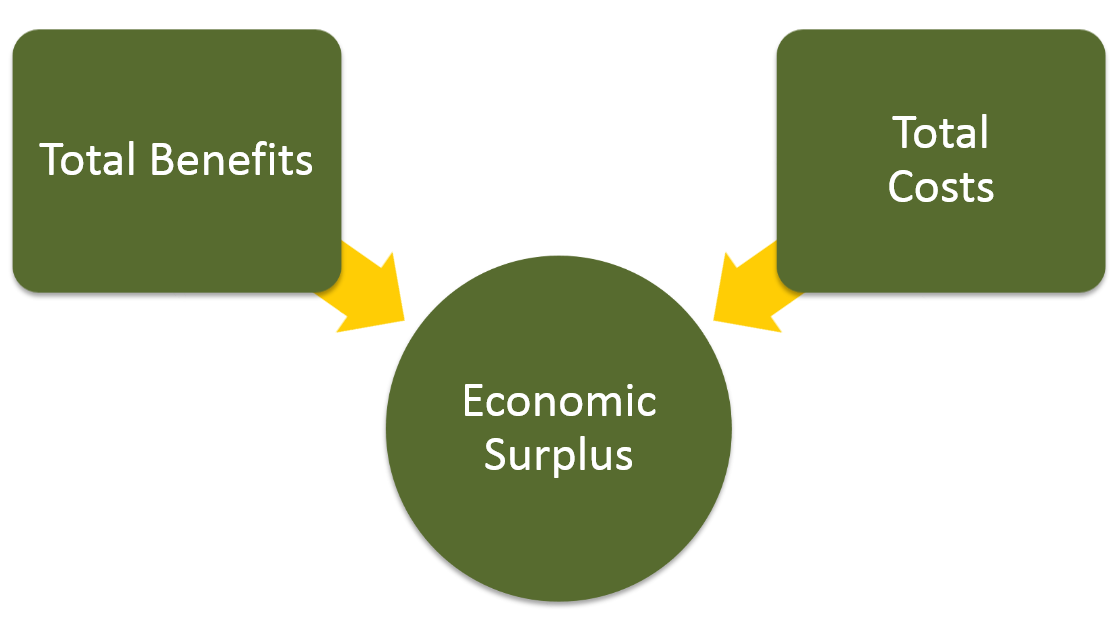 Total Benefits
Total
Costs
Economic
Surplus